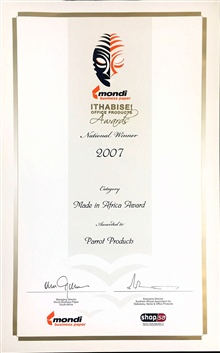 mondi
business paper
ITHABISE!
OFFICE PRODUCTS
Awards
National Winner
2007
Category
Made in Africa Award
Awarded to
Parrot Products
mondi
business paper
shop sa